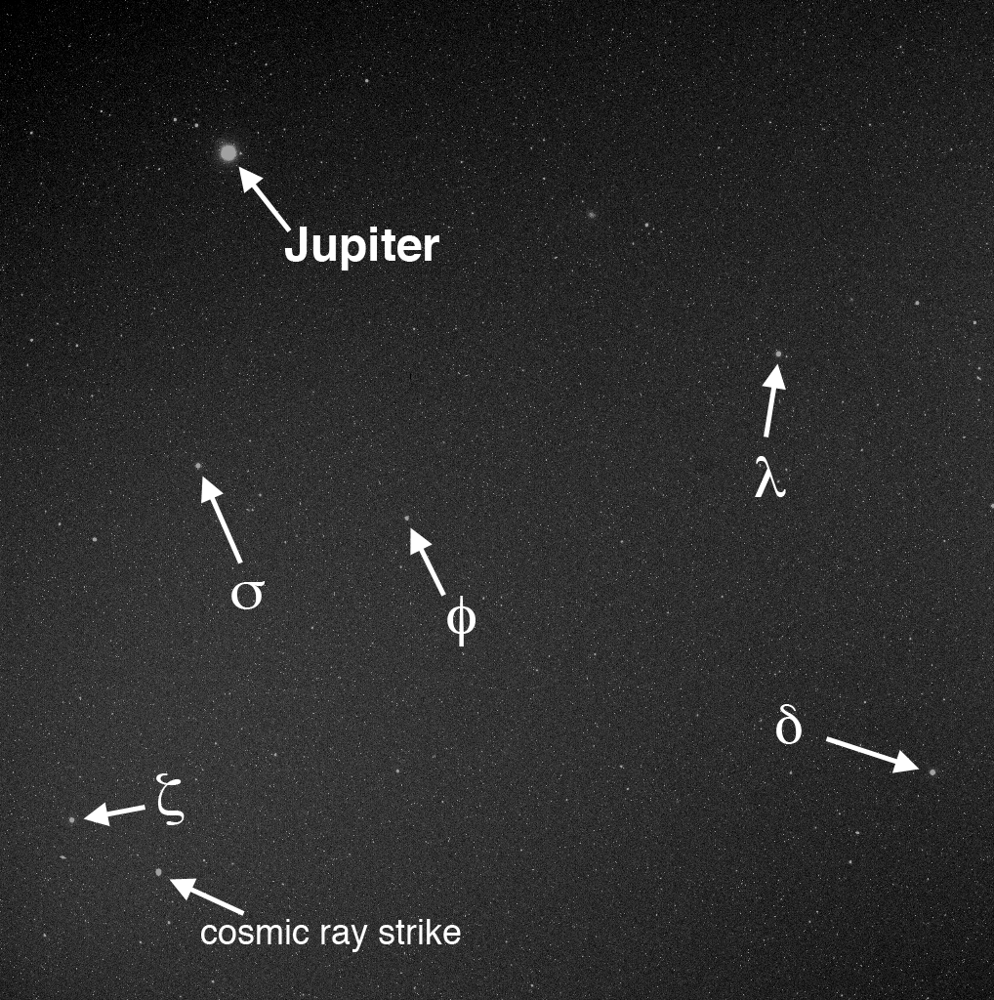 Jupiter
λ
σ
ϕ
δ
ζ
cosmic ray strike